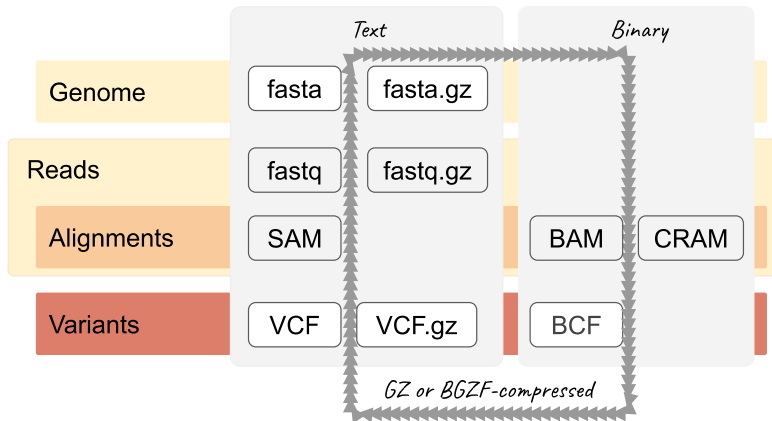 Text Binary
Genome fasta fasta.gz
Reads fastq fastq.gz
Alignments SAM BAM CRAM
Variants VCF VCF.gz BCF
GZ or BGZF-compressed